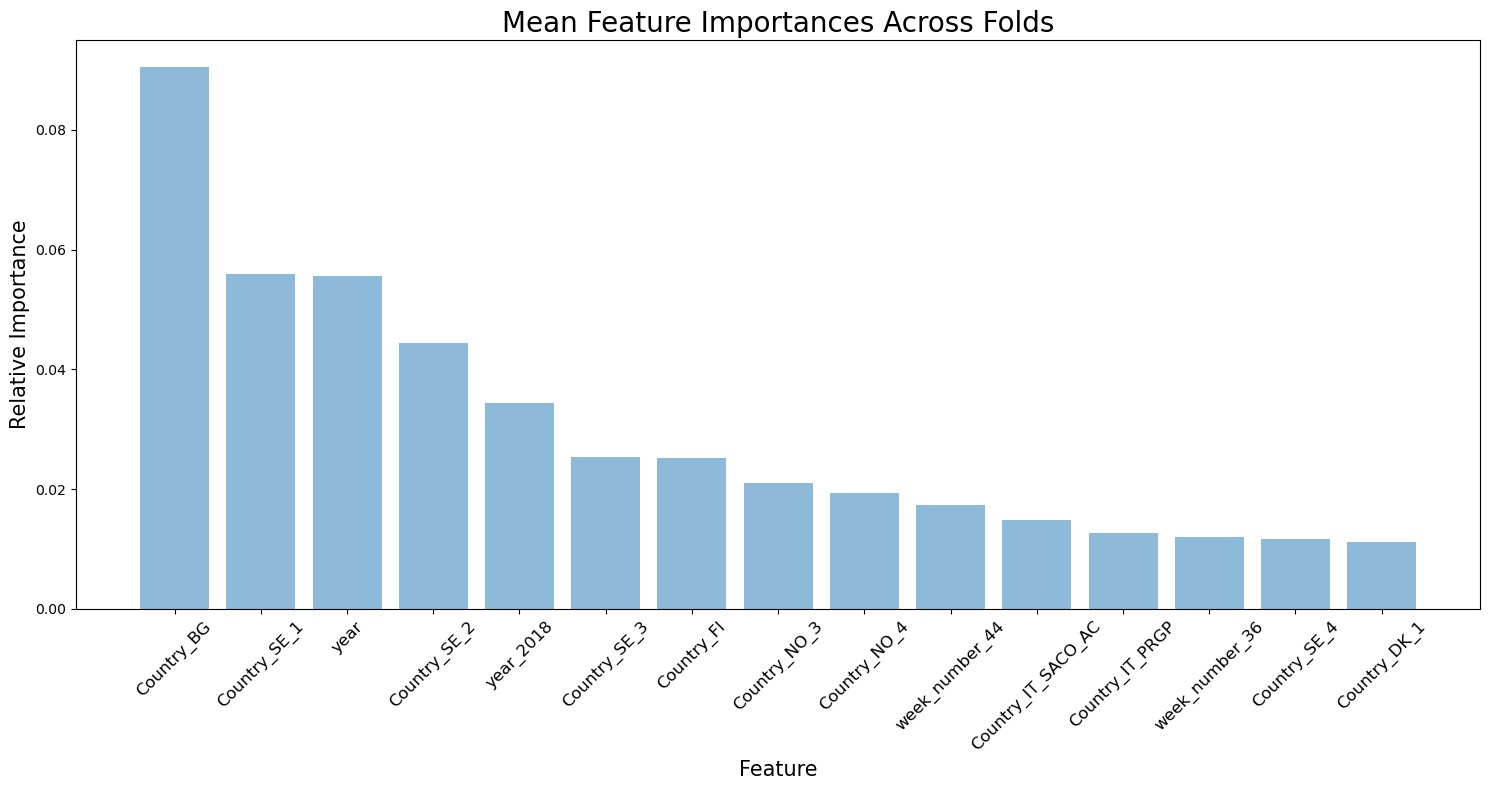 Mean Feature Importances Across Folds
Relative Importance
0.08
0.06
0.04
0.02
0.00
Country_BG
Country_SE_1
year
Country_SE_2
year_2018
Country_SE_3
Country_FI
Country_NO_3
Country_NO_4
week_number_44
Country_IT_SACO_AC
Country_IT_PRGP
week_number_36
Country_SE_4
Country_DK_1
Feature